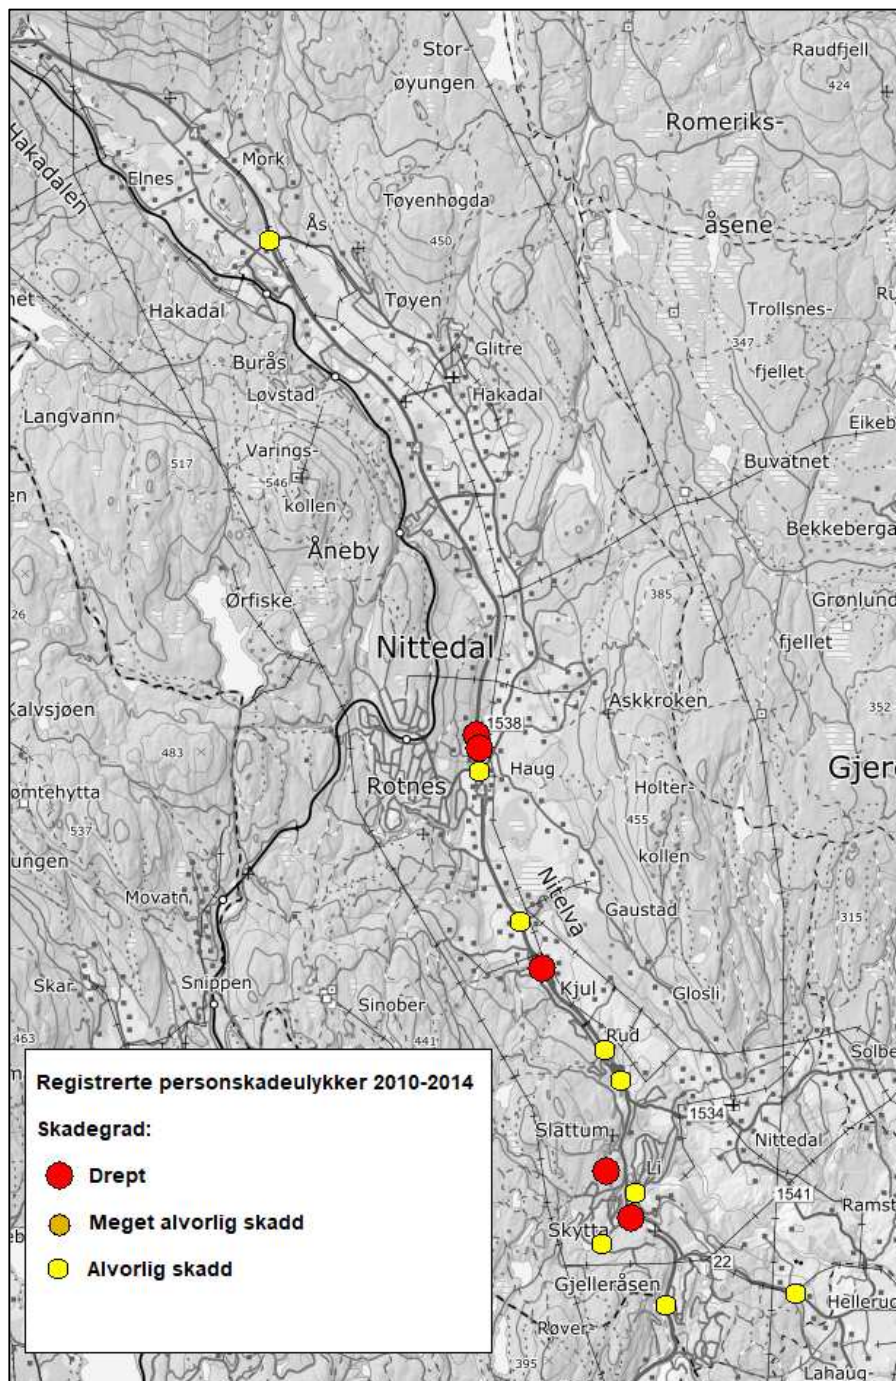 Stor-
øyungen
Raudfjell
424
Romeriks-
åsene
Hakadalen
Mork
Elnes
Ås
Tøyenhøgda
450
Tøyen
Hakadal
Trollsnes-
347
fjellet
Burås
Løvstad
Glitre
Hakadal
Langvann
517
Varings-
546
kollen
Eikeb
Buvatnet
Bekkeberga
Åneby
Ørfiske
385
Grønlund
fjellet
Nittedal
Askkroken
352
Kalvsjøen
483
1538
Rotnes
Haug
Gjer
Holter-
455
kollen
ømtehytta
537
ungen
Movatn
Nitelva
Gaustad
315
Skar
Snippen
Sinober
Kjul
Glosli
463
441
Rud
Solbe
Registrerte personskadeulykker 2010-2014
Skadegrad:
Drept
Meget alvorlig skadd
Alvorlig skadd
1534
Slattum
Nittedal
Li
1541
Ramst
Skytta
22
Gjelleråsen
Hellerud
Røver-
395
Lahaug-